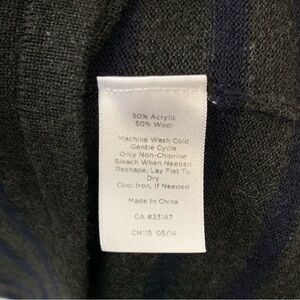 50% Acrylic
50% Wool
Machine Wash Cold
Gentle Cycle
Only Non-Chlorine
Bleach When Needed
Reshape, Lay Flat To
Dry
Cool Iron, If Needed
Made In China
CA #23147
CN115 05/14